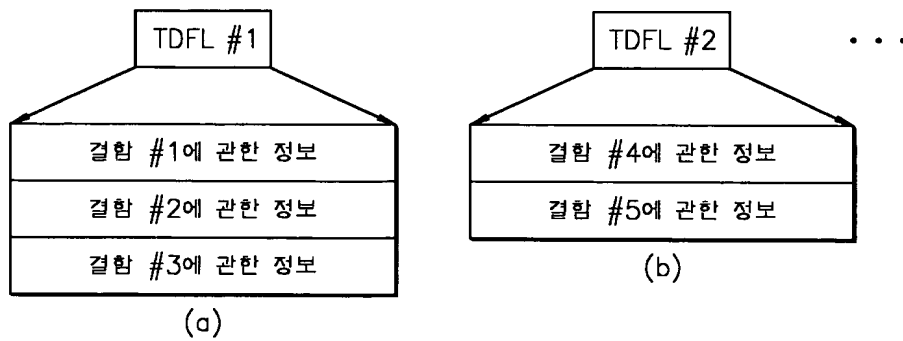 TDFL #1
결함 #1에 관한 정보
결함 #2에 관한 정보
결함 #3에 관한 정보
(a)
TDFL #2
결함 #4에 관한 정보
결함 #5에 관한 정보
(b)
· · ·